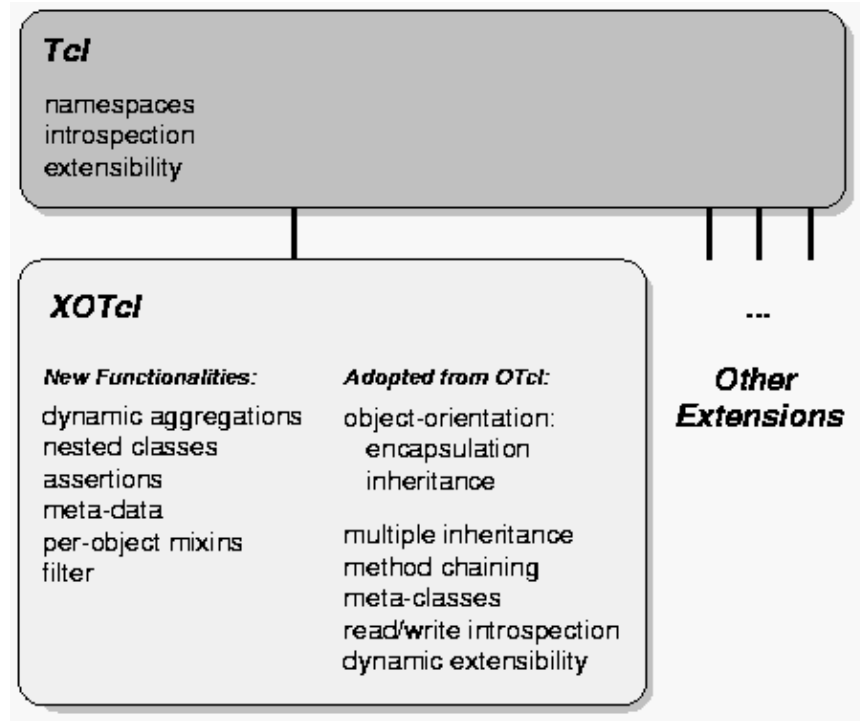 Tcl
namespaces
introspection
extensibility
XOTcl
New Functionalities:
dynamic aggregations
nested classes
assertions
meta-data
per-object mixins
filter
Adopted from OTcl:
object-orientation:
encapsulation
inheritance
multiple inheritance
method chaining
meta-classes
read/write introspection
dynamic extensibility
...
Other
Extensions